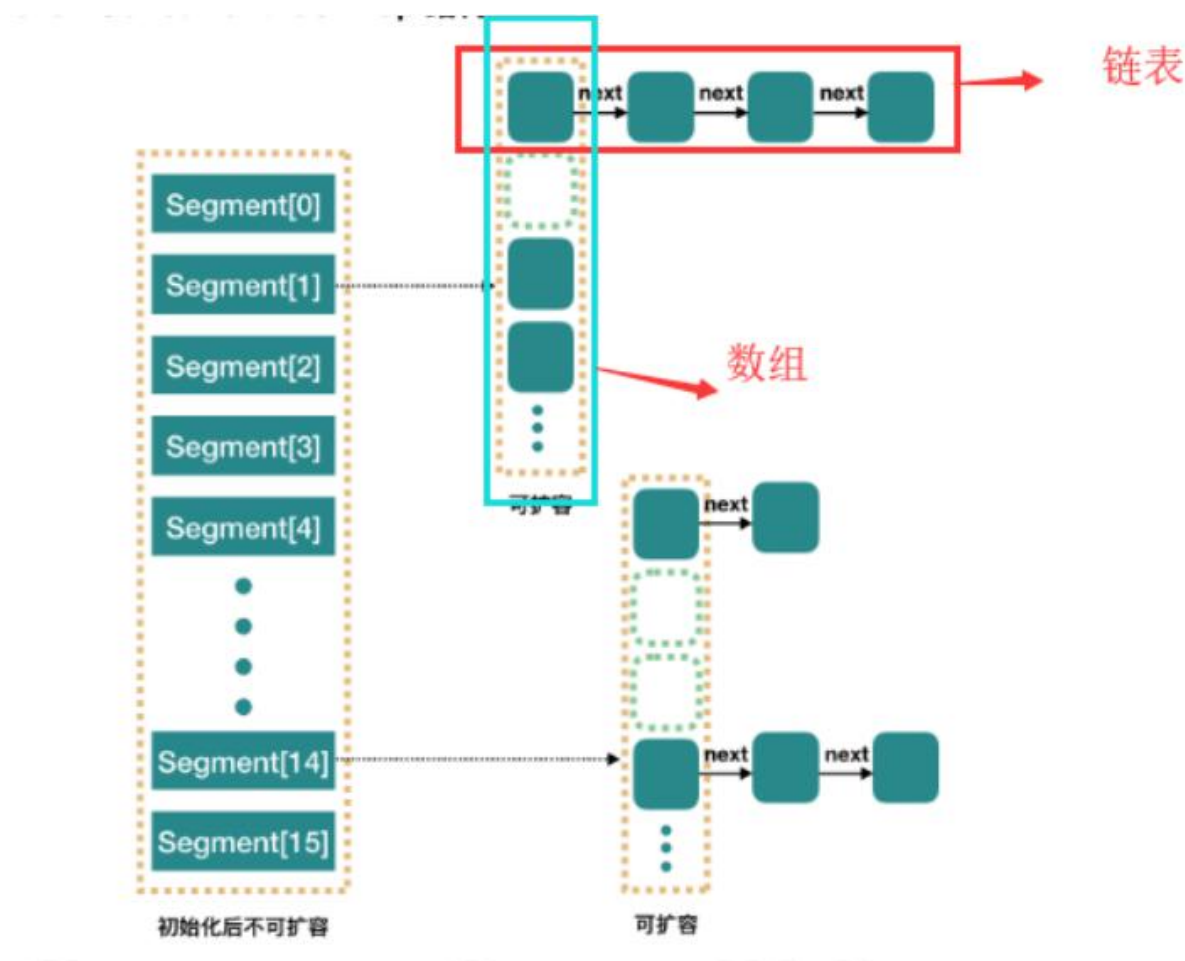 next next next
链表
Segment[0]
Segment[1]
Segment[2]
数组
Segment[3]
可扩容
Segment[4]
next
Segment[14]
next next
Segment[15]
初始化后不可扩容
可扩容